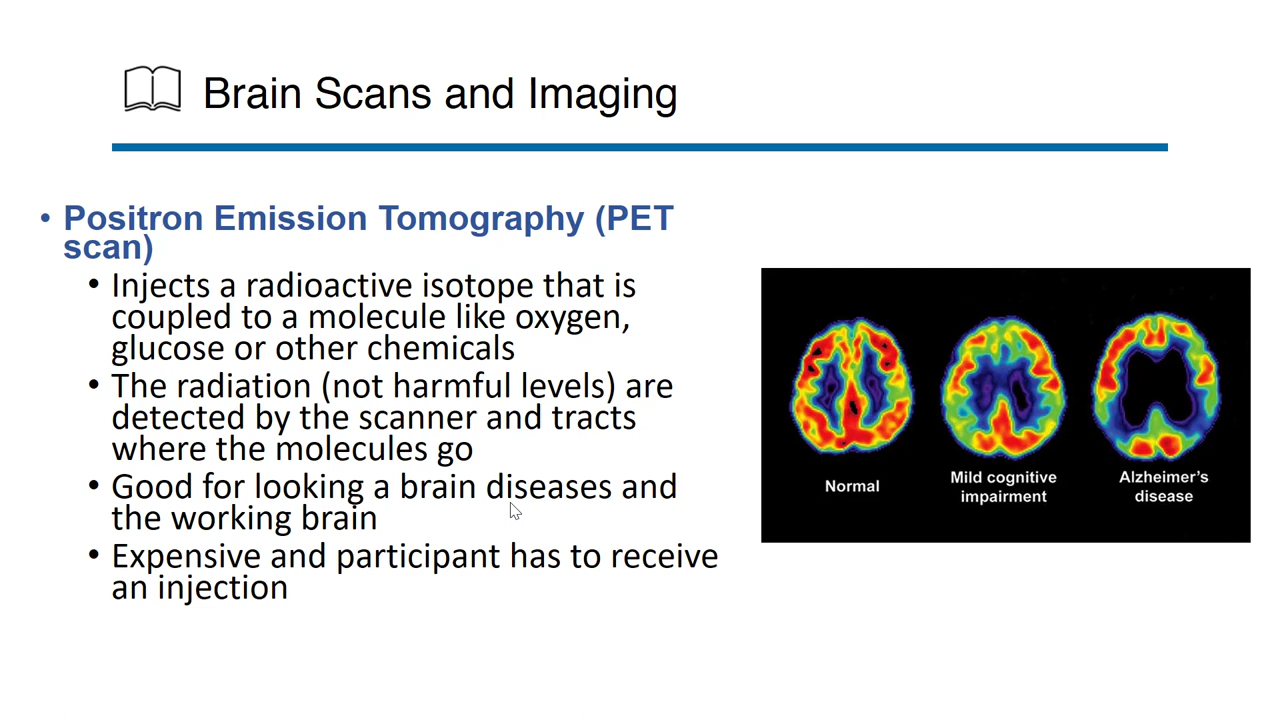 Brain Scans and Imaging
• Positron Emission Tomography (PET
scan)
• Injects a radioactive isotope that is
coupled to a molecule like oxygen,
glucose or other chemicals
• The radiation (not harmful levels) are
detected by the scanner and tracts
where the molecules go
• Good for looking a brain diseases and
the working brain
• Expensive and participant has to receive
an injection
Normal
Mild cognitive
impairment
Alzheimer's
disease